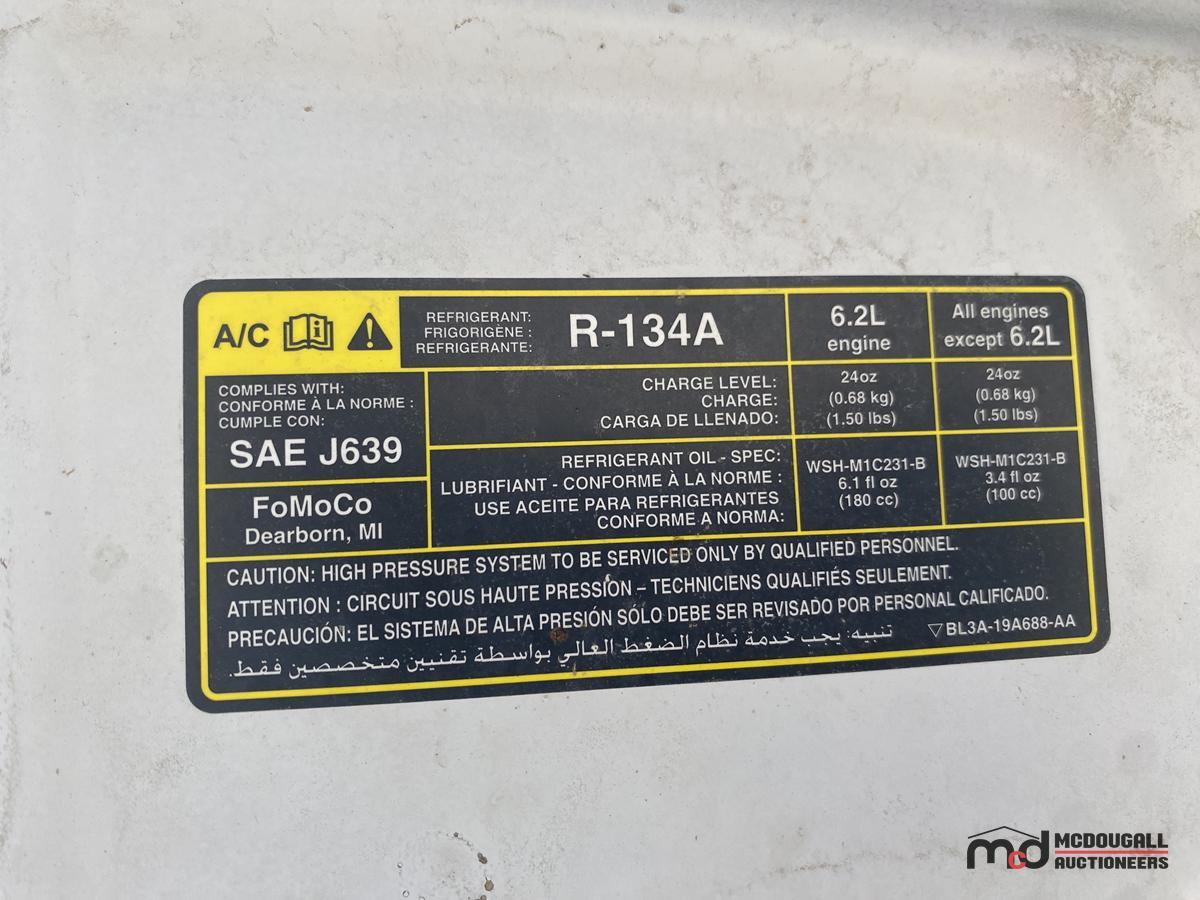 A/C
REFRIGERANT:
FRIGORIGÈNE :
REFRIGERANTE:
R-134A
6.2L
engine
All engines
except 6.2L
COMPLIES WITH:
CONFORME À LA NORME :
CUMPLE CON:
SAE J639
CHARGE LEVEL:
CHARGE:
CARGA DE LLENADO:
24oz
(0.68 kg)
(1.50 lbs)
24oz
(0.68 kg)
(1.50 lbs)
FoMoCo
Dearborn, MI
REFRIGERANT OIL - SPEC:
LUBRIFIANT - CONFORME À LA NORME :
USE ACEITE PARA REFRIGERANTES
CONFORME A NORMA:
WSH-M1C231-B
6.1 fl oz
(180 cc)
WSH-M1C231-B
3.4 fl oz
(100 cc)
CAUTION: HIGH PRESSURE SYSTEM TO BE SERVICED ONLY BY QUALIFIED PERSONNEL.
ATTENTION : CIRCUIT SOUS HAUTE PRESSION – TECHNICIENS QUALIFIÉS SEULEMENT.
PRECAUCIÓN: EL SISTEMA DE ALTA PRESIÓN SÓLO DEBE SER REVISADO POR PERSONAL CALIFICADO.
تنبيه: يجب خدمة نظام الضغط العالي بواسطة تقنيين متخصصين فقط.
BL3A-19A688-AA
mcd MCDOUGALL
AUCTIONEERS